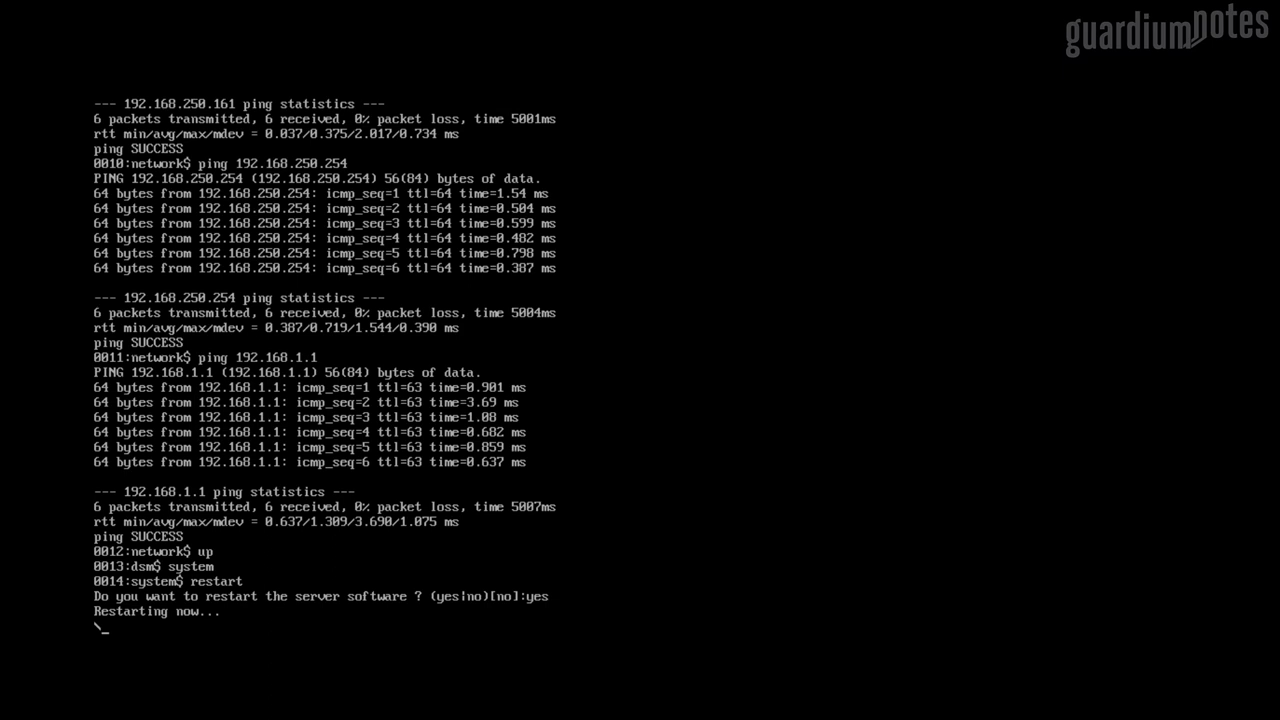 guardiumnotes
--- 192.168.250.161 ping statistics ---
6 packets transmitted, 6 received, 0% packet loss, time 5001ms
rtt min/avg/max/mdev = 0.037/0.375/2.017/0.734 ms
ping SUCCESS
0010:network$ ping 192.168.250.254
PING 192.168.250.254 (192.168.250.254) 56(84) bytes of data.
64 bytes from 192.168.250.254: icmp_seq=1 ttl=64 time=1.54 ms
64 bytes from 192.168.250.254: icmp_seq=2 ttl=64 time=0.504 ms
64 bytes from 192.168.250.254: icmp_seq=3 ttl=64 time=0.599 ms
64 bytes from 192.168.250.254: icmp_seq=4 ttl=64 time=0.482 ms
64 bytes from 192.168.250.254: icmp_seq=5 ttl=64 time=0.798 ms
64 bytes from 192.168.250.254: icmp_seq=6 ttl=64 time=0.387 ms
--- 192.168.250.254 ping statistics ---
6 packets transmitted, 6 received, 0% packet loss, time 5004ms
rtt min/avg/max/mdev = 0.387/0.719/1.544/0.390 ms
ping SUCCESS
0011:network$ ping 192.168.1.1
PING 192.168.1.1 (192.168.1.1) 56(84) bytes of data.
64 bytes from 192.168.1.1: icmp_seq=1 ttl=63 time=0.901 ms
64 bytes from 192.168.1.1: icmp_seq=2 ttl=63 time=3.69 ms
64 bytes from 192.168.1.1: icmp_seq=3 ttl=63 time=1.08 ms
64 bytes from 192.168.1.1: icmp_seq=4 ttl=63 time=0.682 ms
64 bytes from 192.168.1.1: icmp_seq=5 ttl=63 time=0.859 ms
64 bytes from 192.168.1.1: icmp_seq=6 ttl=63 time=0.637 ms
--- 192.168.1.1 ping statistics ---
6 packets transmitted, 6 received, 0% packet loss, time 5007ms
rtt min/avg/max/mdev = 0.637/1.309/3.690/1.075 ms
ping SUCCESS
0012:network$ up
0013:dsm$ system
0014:system$ restart
Do you want to restart the server software ? (yes|no)[no]:yes
Restarting now...
\_